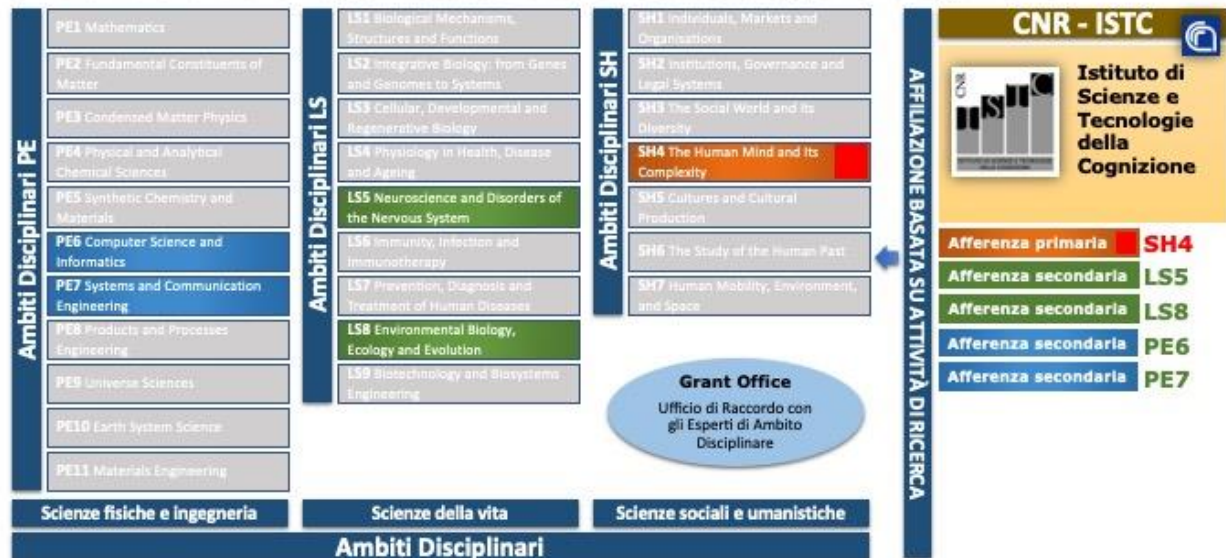 Ambiti Disciplinari PE
PE1 Mathematics
PE2 Fundamental Constituents of
Matter
PE3 Condensed Matter Physics
PE4 Physical and Analytical
Chemical Sciences
PE5 Synthetic Chemistry and
Materials
PE6 Computer Science and
Informatics
PE7 Systems and Communication
Engineering
PE8 Products and Processes
Engineering
PE9 Universe Sciences
PE10 Earth System Science
PE11 Materials Engineering
Scienze fisiche e ingegneria
Ambiti Disciplinari LS
LS1 Biological Mechanisms,
Structures and Functions
LS2 Integrative Biology: from Genes
and Genomes to Systems
LS3 Cellular, Developmental and
Regenerative Biology
LS4 Physiology in Health, Disease
and Ageing
LS5 Neuroscience and Disorders of
the Nervous System
LS6 Immunity, Infection and
Immunotherapy
LS7 Prevention, Diagnosis and
Treatment of Human Diseases
LS8 Environmental Biology,
Ecology and Evolution
LS9 Biotechnology and Biosystems
Engineering
Scienze della vita
Ambiti Disciplinari SH
SH1 Individuals, Markets and
Organisations
SH2 Institutions, Governance and
Legal Systems
SH3 The Social World and Its
Diversity
SH4 The Human Mind and Its
Complexity
SH5 Cultures and Cultural
Production
SH6 The Study of the Human Past
SH7 Human Mobility, Environment,
and Space
Grant Office
Ufficio di Raccordo con
gli Esperti di Ambito
Disciplinare
Scienze sociali e umanistiche
Ambiti Disciplinari
AFFILIAZIONE BASATA SU ATTIVITÀ DI RICERCA
CNR - ISTC
CNR
ISTC
Istituto di
Scienze e
Tecnologie
della
Cognizione
Afferenza primaria SH4
Afferenza secondaria LS5
Afferenza secondaria LS8
Afferenza secondaria PE6
Afferenza secondaria PE7